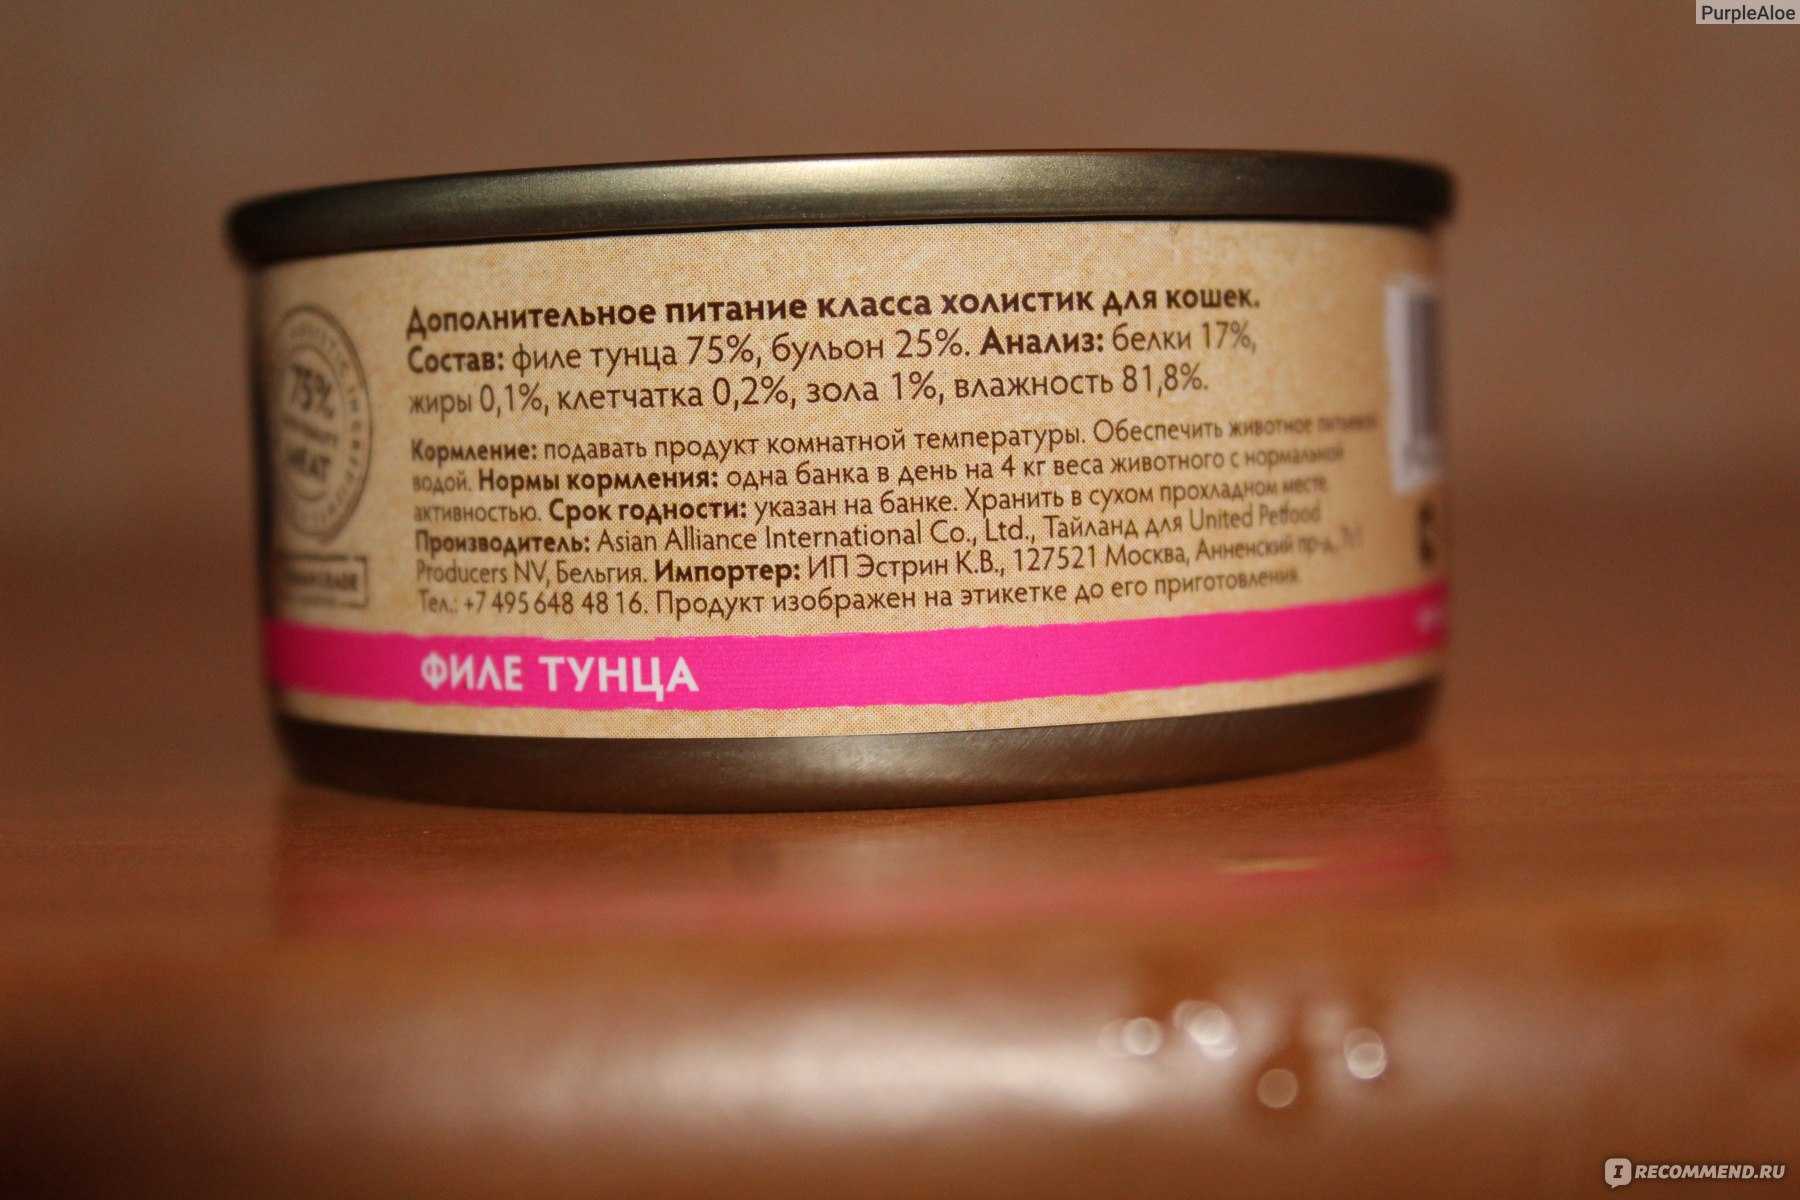 PurpleAloe
Дополнительное питание класса холистик для кошек.
Состав: филе тунца 75%, бульон 25%. Анализ: белки 17%,
жиры 0,1%, клетчатка 0,2%, зола 1%, влажность 81,8%.
Кормление: подавать продукт комнатной температуры. Обеспечить животное питьевой
водой. Нормы кормления: одна банка в день на 4 кг веса животного с нормальной
активностью. Срок годности: указан на банке. Хранить в сухом прохладном месте.
Производитель: Asian Alliance International Co., Ltd., Тайланд для United Petfood
Producers NV, Бельгия. Импортер: ИП Эстрин К.В., 127521 Москва, Анненский пр-д,
Тел.: +7 495 648 48 16. Продукт изображен на этикетке до его приготовления.
75%
MEAT
ФИЛЕ ТУНЦА
IRECOMMEND.RU